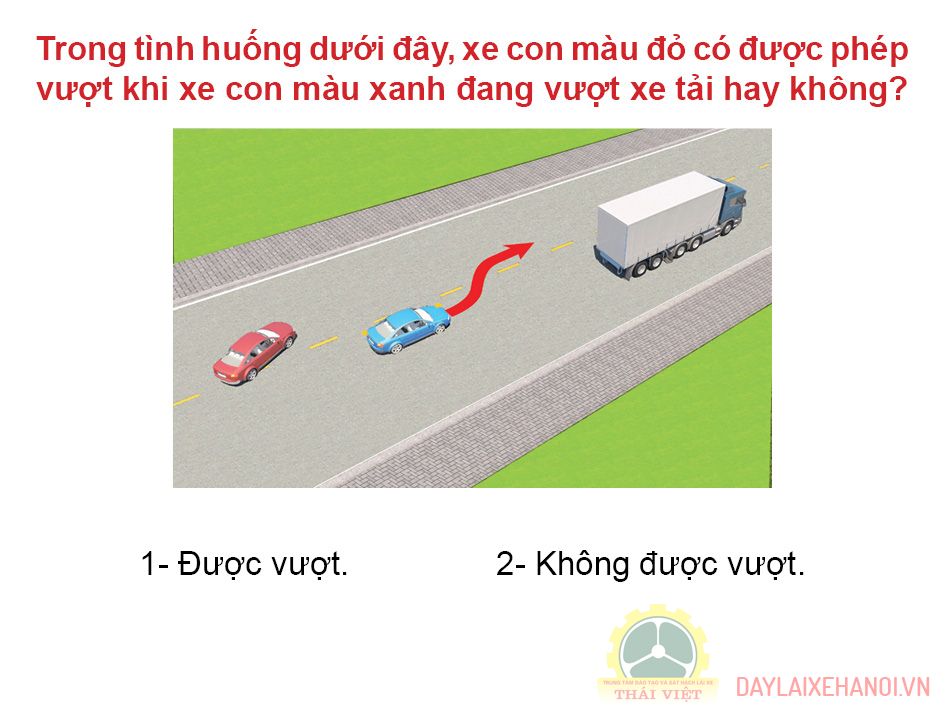 Trong tình huống dưới đây, xe con màu đỏ có được phép
vượt khi xe con màu xanh đang vượt xe tải hay không?
1- Được vượt.
2- Không được vượt.
TRUNG TÂM ĐÀO TẠO VÀ SÁT HẠCH LÁI XE
THÁI VIỆT
DAYLAIXEHANOI.VN